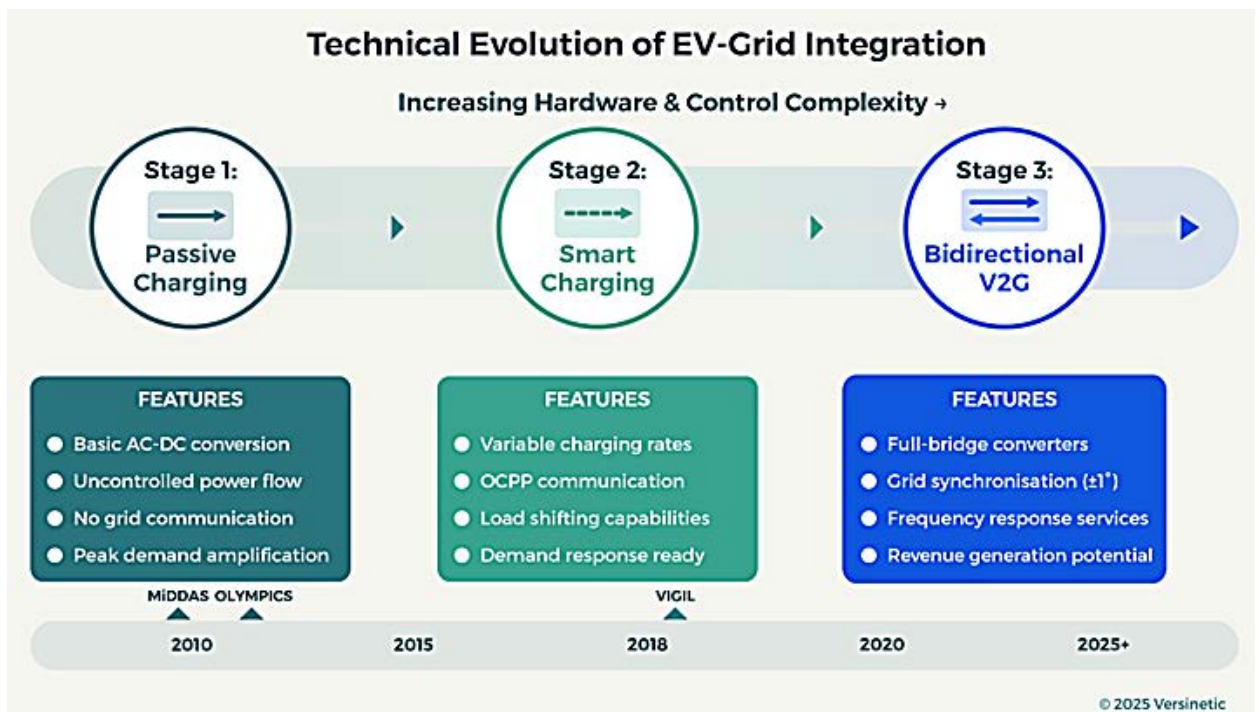 Technical Evolution of EV-Grid Integration
Increasing Hardware & Control Complexity →
Stage 1:
Passive
Charging
Stage 2:
Smart
Charging
Stage 3:
Bidirectional
V2G
FEATURES
Basic AC-DC conversion
Uncontrolled power flow
No grid communication
Peak demand amplification
FEATURES
Variable charging rates
OCPP communication
Load shifting capabilities
Demand response ready
FEATURES
Full-bridge converters
Grid synchronisation (±1°)
Frequency response services
Revenue generation potential
MiDDAS OLYMPICS
VIGIL
2010 2015 2018 2020 2025+
© 2025 Versinetic